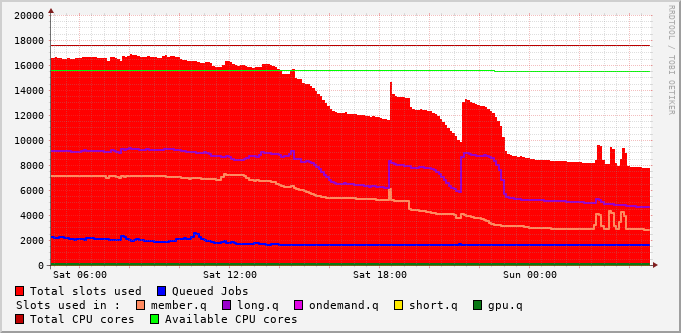 20000
18000
16000
14000
12000
10000
8000
6000
4000
2000
0
Sat 06:00 Sat 12:00 Sat 18:00 Sun 00:00
RRDTOOL / TOBI OETIKER
Total slots used Queued Jobs
Slots used in : member.q long.q ondemand.q short.q gpu.q
Total CPU cores Available CPU cores